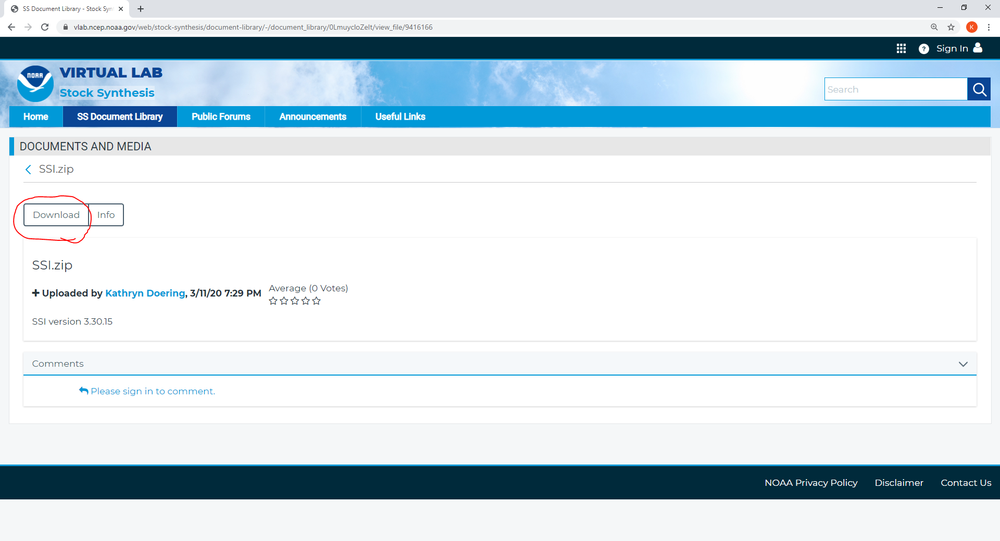 SS Document Library - Stock Syn
vlab.ncep.noaa.gov/web/stock-synthesis/document-library/-/document_library/0LmuycloZelt/view_file/9416166
K
? Sign In
NOAA
VIRTUAL LAB
Stock Synthesis
Search
Home SS Document Library Public Forums Announcements Useful Links
DOCUMENTS AND MEDIA
SSI.zip
Download Info
SSI.zip
Uploaded by Kathryn Doering, 3/11/20 7:29 PM
Average (0 Votes)
SSI version 3.30.15
Comments
Please sign in to comment.
NOAA Privacy Policy Disclaimer Contact Us